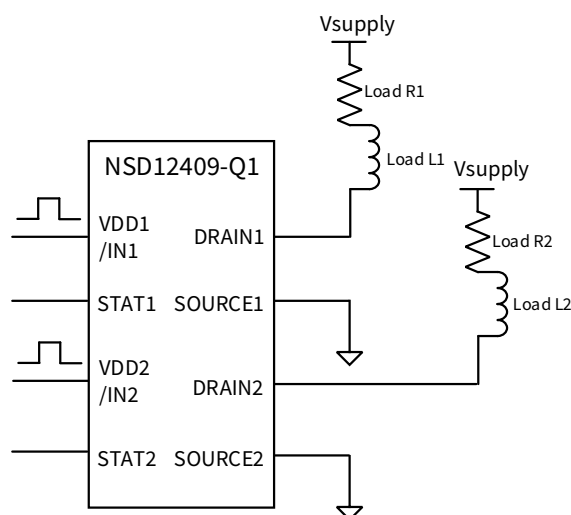 Vsupply
Load R1
Load L1
NSD12409-Q1
Vsupply
VDD1
/IN1
DRAIN1
Load R2
STAT1
SOURCE1
Load L2
VDD2
/IN2
DRAIN2
STAT2
SOURCE2